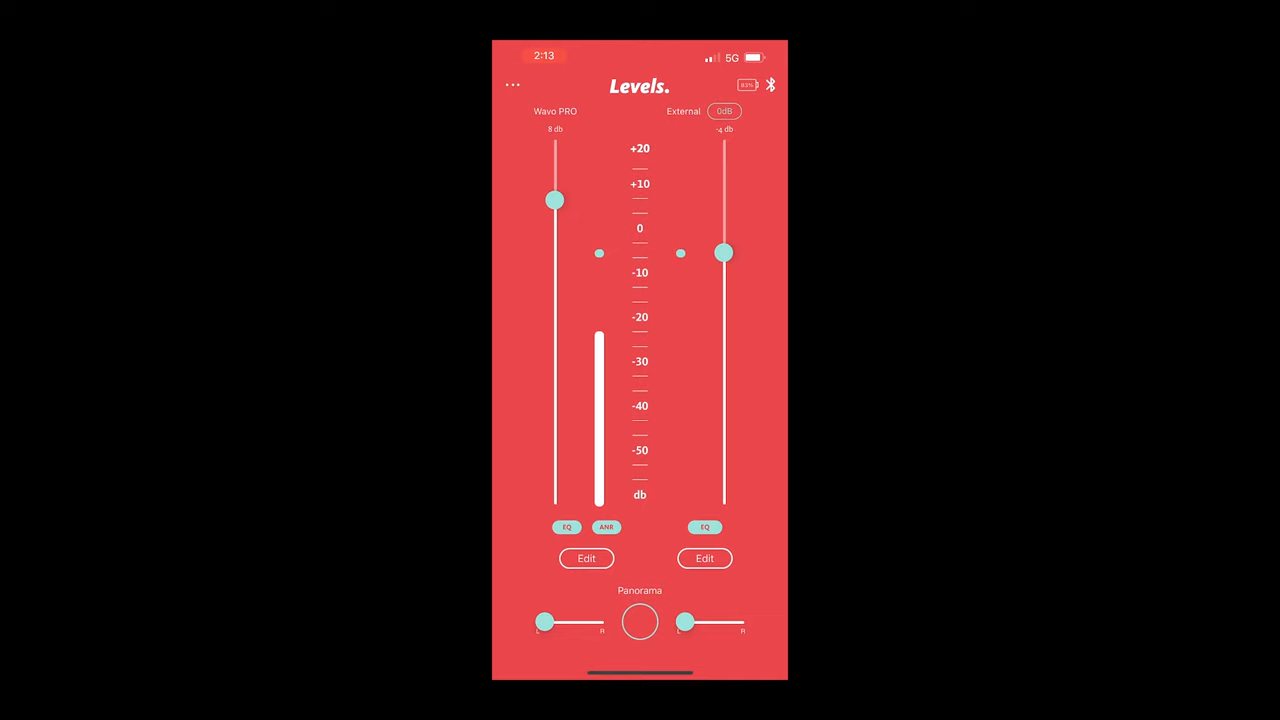 2:13 5G
... Levels. 83%
Wavo PRO External 0dB
8 db -4 db
+20
+10
0
-10
-20
-30
-40
-50
db
EQ ANR EQ
Edit Edit
Panorama
L R L R